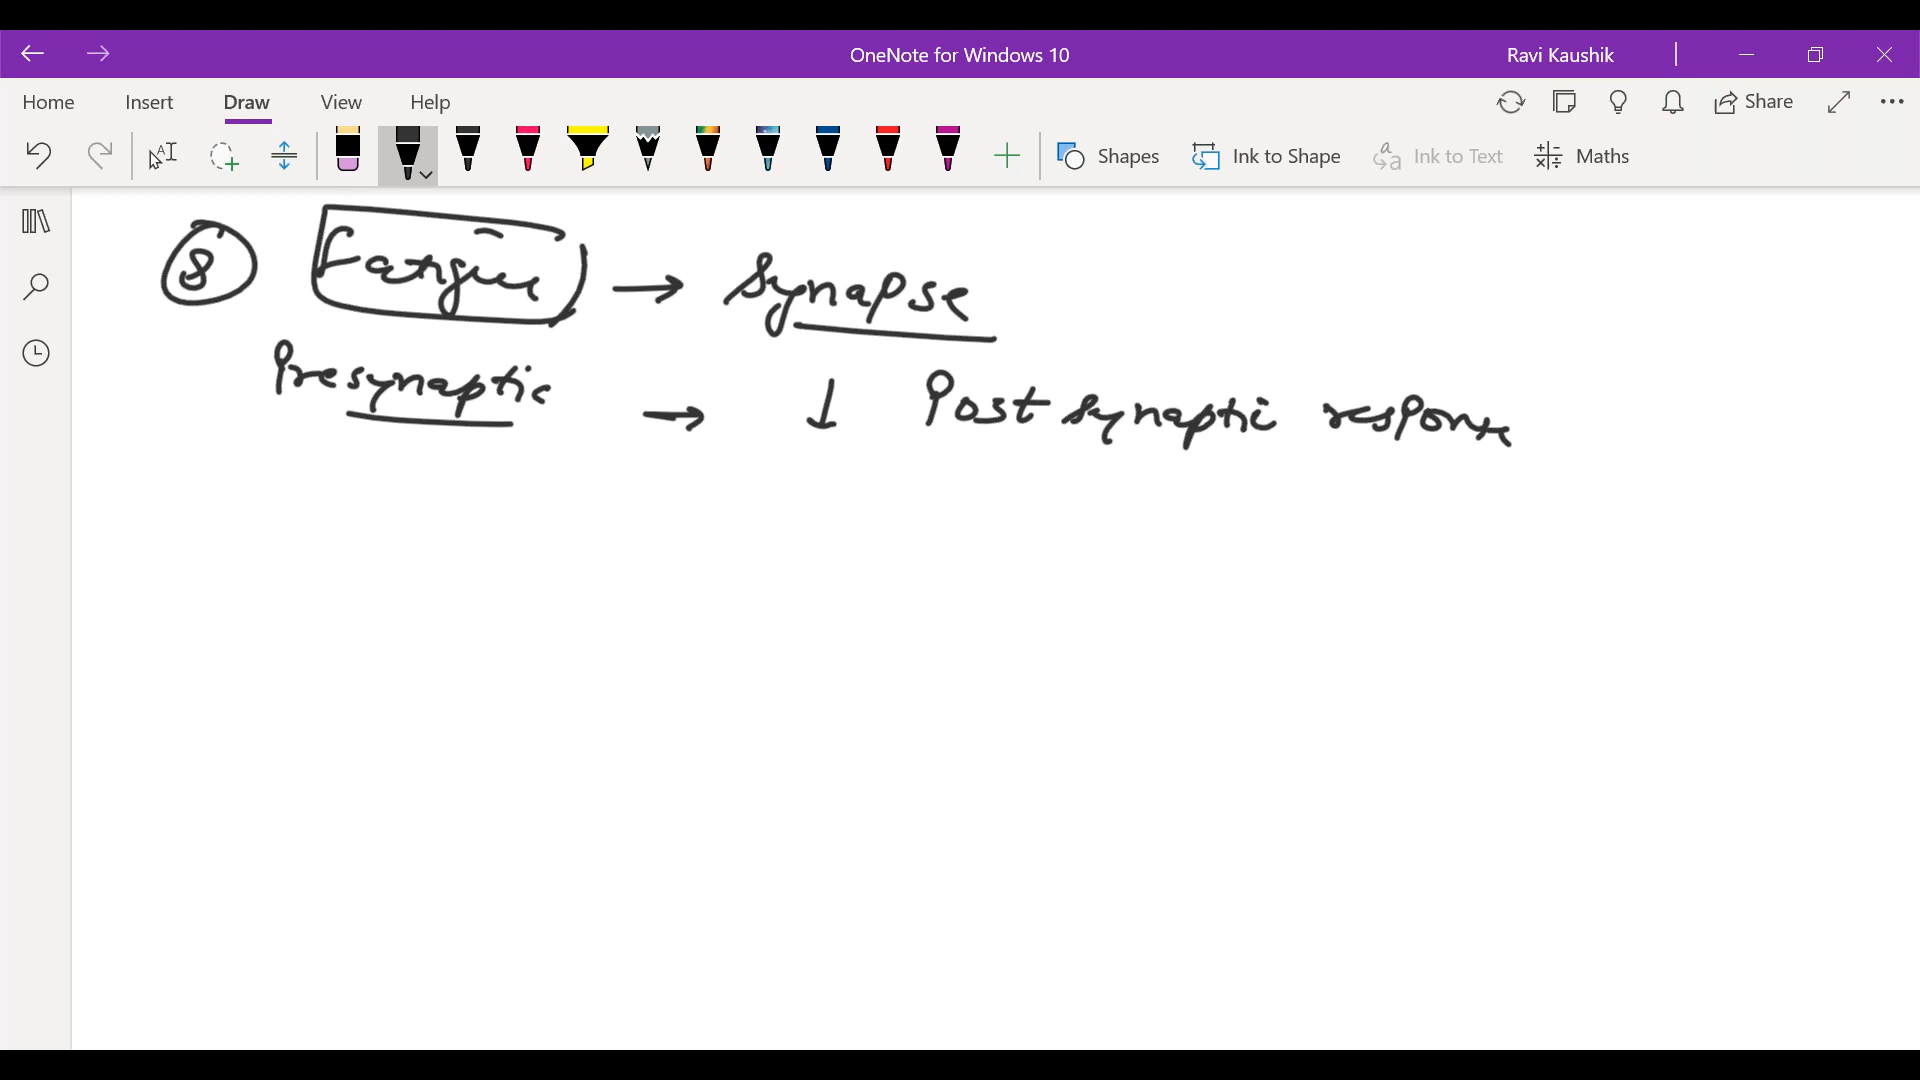 OneNote for Windows 10
Ravi Kaushik
Home Insert Draw View Help
Share
Shapes Ink to Shape Ink to Text Maths
8 Fatigue → Synapse
Presynaptic → ↓ Post synaptic response